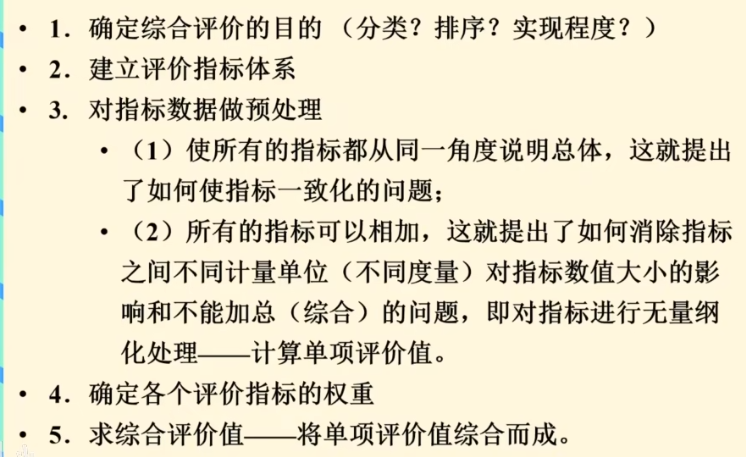 • 1．确定综合评价的目的 （分类？排序？实现程度？）
• 2．建立评价指标体系
• 3．对指标数据做预处理
• （1）使所有的指标都从同一角度说明总体，这就提出
了如何使指标一致化的问题；
• （2）所有的指标可以相加，这就提出了如何消除指标
之间不同计量单位（不同度量）对指标数值大小的影
响和不能加总（综合）的问题，即对指标进行无量纲
化处理——计算单项评价值。
• 4．确定各个评价指标的权重
• 5．求综合评价值——将单项评价值综合而成。